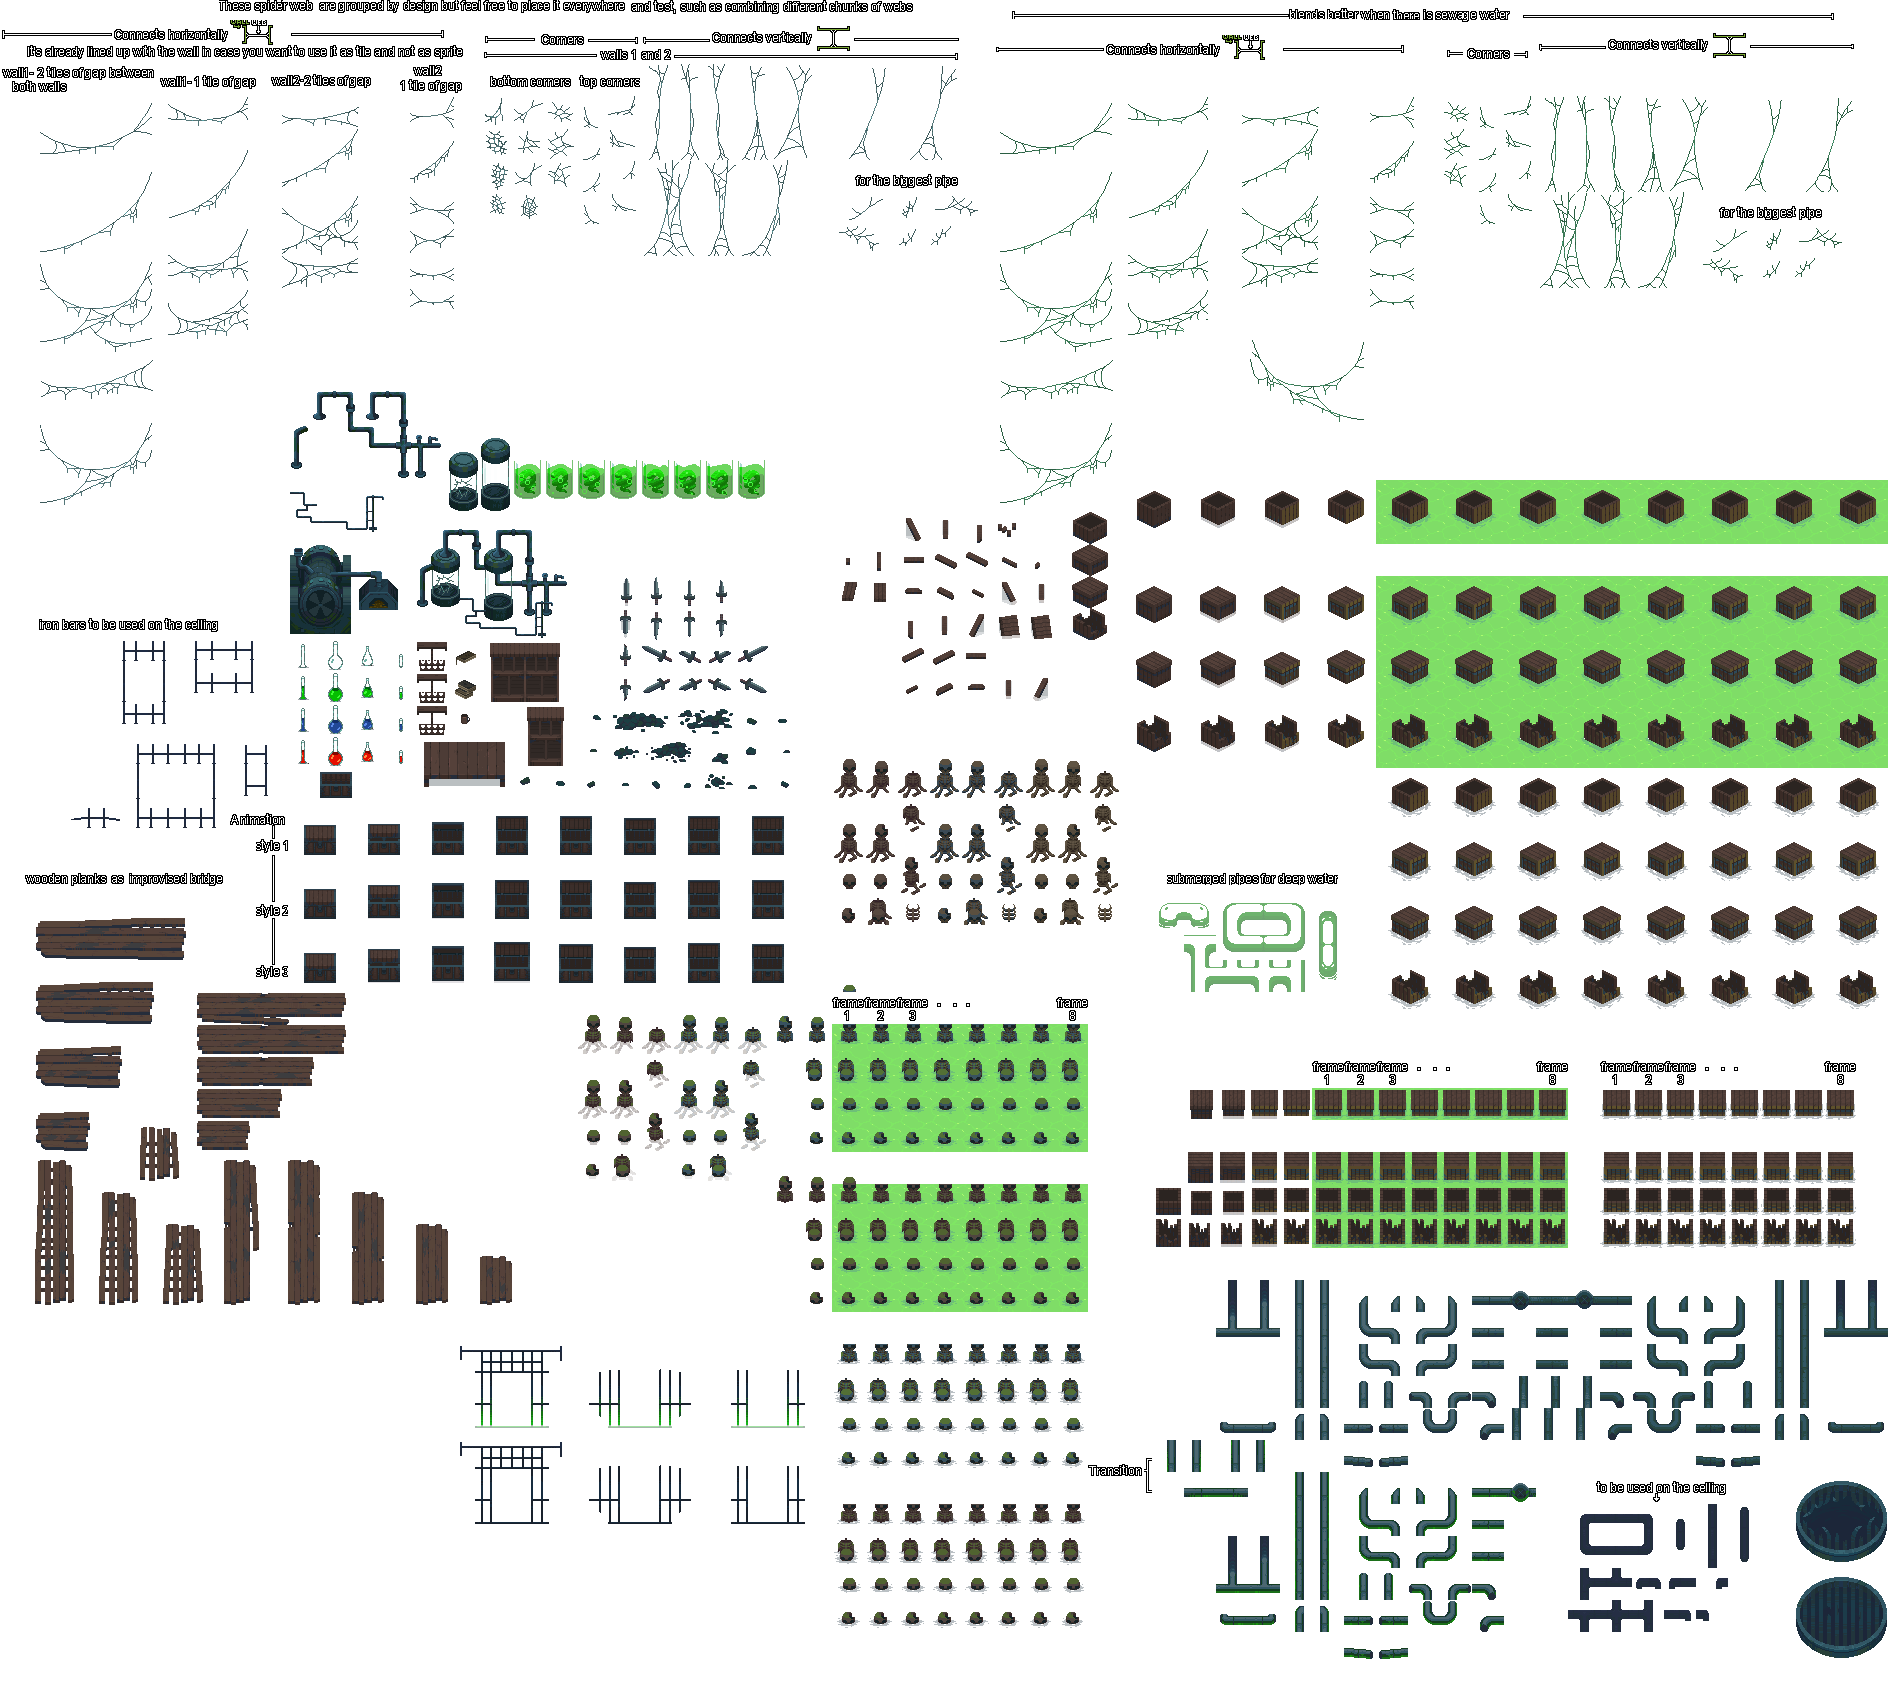 These spider web are grouped by design but feel free to place it everywhere and test, such as combining different chunks of webs
Connects horizontally
It's already lined up with the wall in case you want to use it as tile and not as sprite
wall1- 2 tiles of gap between
both walls
wall1 - 1 tile of gap
wall2-2 tiles of gap
wall2
1 tile of gap
Corners
Connects vertically
walls 1 and 2
bottom corners
top corners
for the biggest pipe
blends better when there is sewage water
Connects horizontally
Corners
Connects vertically
for the biggest pipe
iron bars to be used on the ceiling
Animation
style 1
style 2
style 3
wooden planks as improvised bridge
submerged pipes for deep water
frame frame frame . . . frame
1 2 3 8
frame frame frame . . . frame
1 2 3 8
frame frame frame . . . frame
1 2 3 8
Transition
to be used on the ceiling